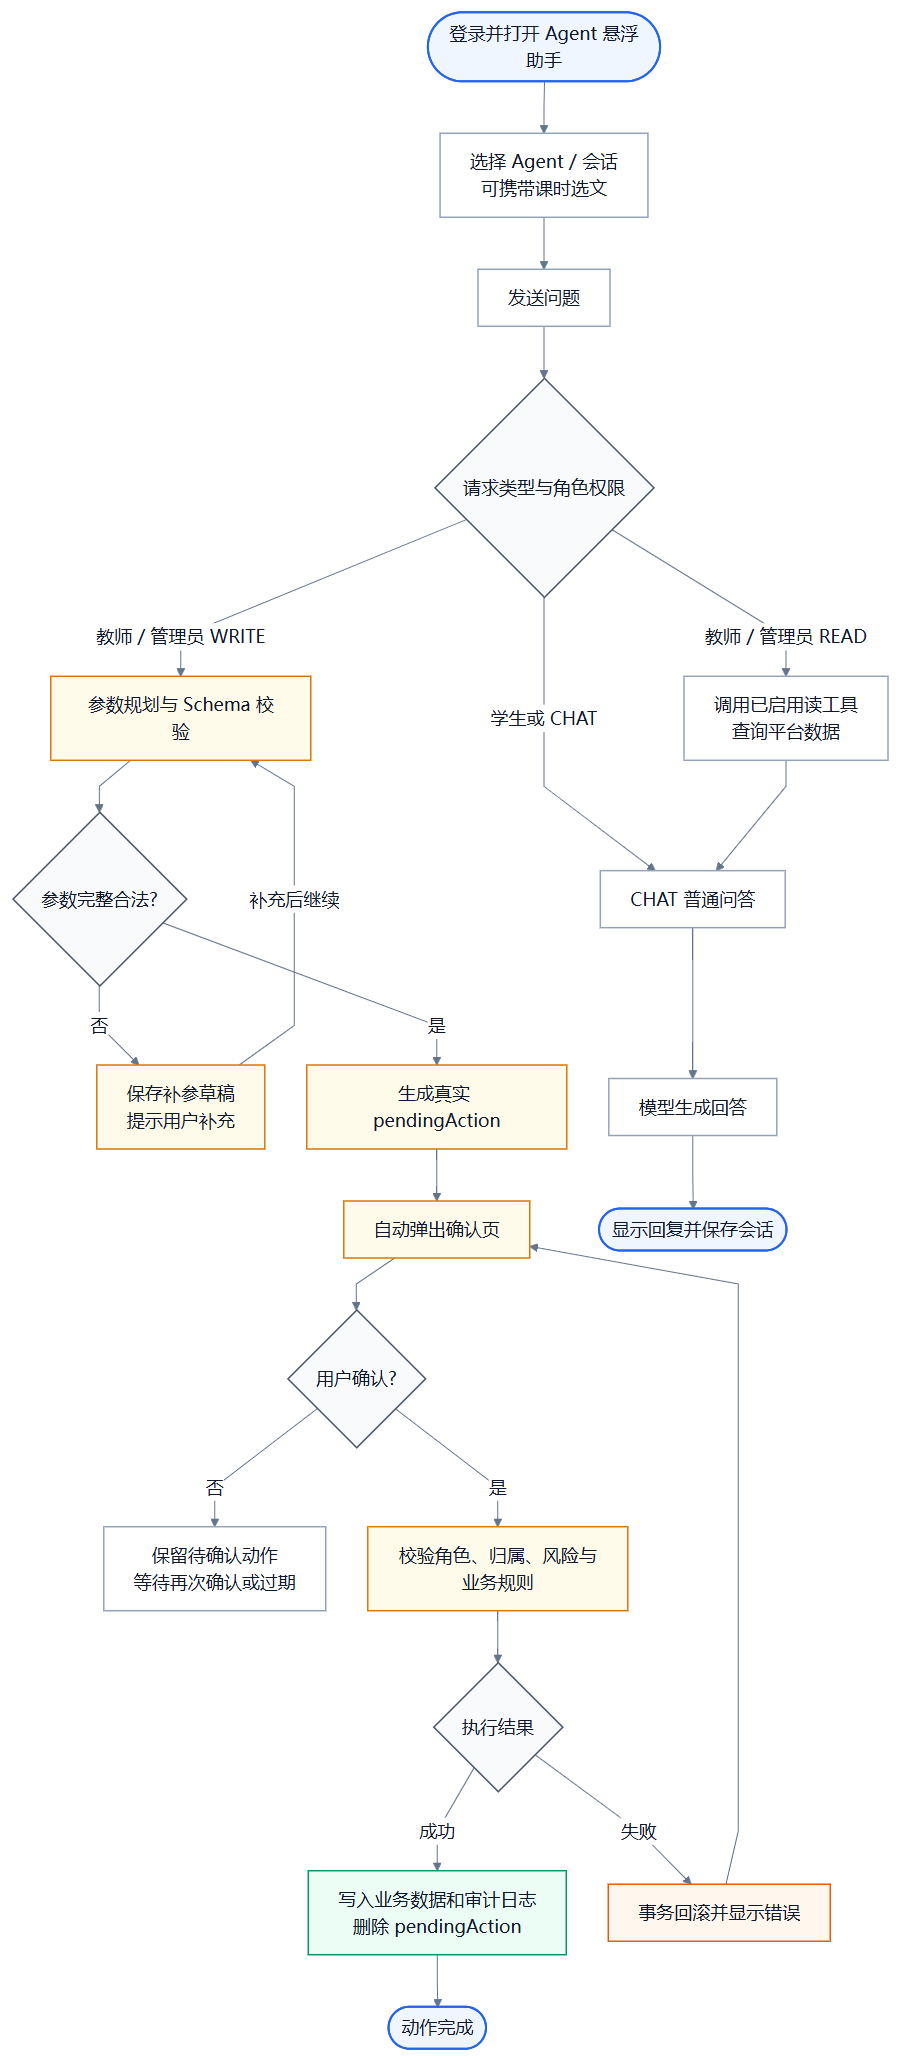 登录并打开 Agent 悬浮
助手
选择 Agent / 会话
可携带课时选文
发送问题
请求类型与角色权限
教师 / 管理员 WRITE
教师 / 管理员 READ
参数规划与 Schema 校
验
学生或 CHAT
调用已启用读工具
查询平台数据
参数完整合法?
补充后继续
CHAT 普通问答
否
是
保存补参草稿
提示用户补充
生成真实
pendingAction
模型生成回答
自动弹出确认页
显示回复并保存会话
用户确认?
否
是
保留待确认动作
等待再次确认或过期
校验角色、归属、风险与
业务规则
执行结果
成功
失败
写入业务数据和审计日志
删除 pendingAction
事务回滚并显示错误
动作完成